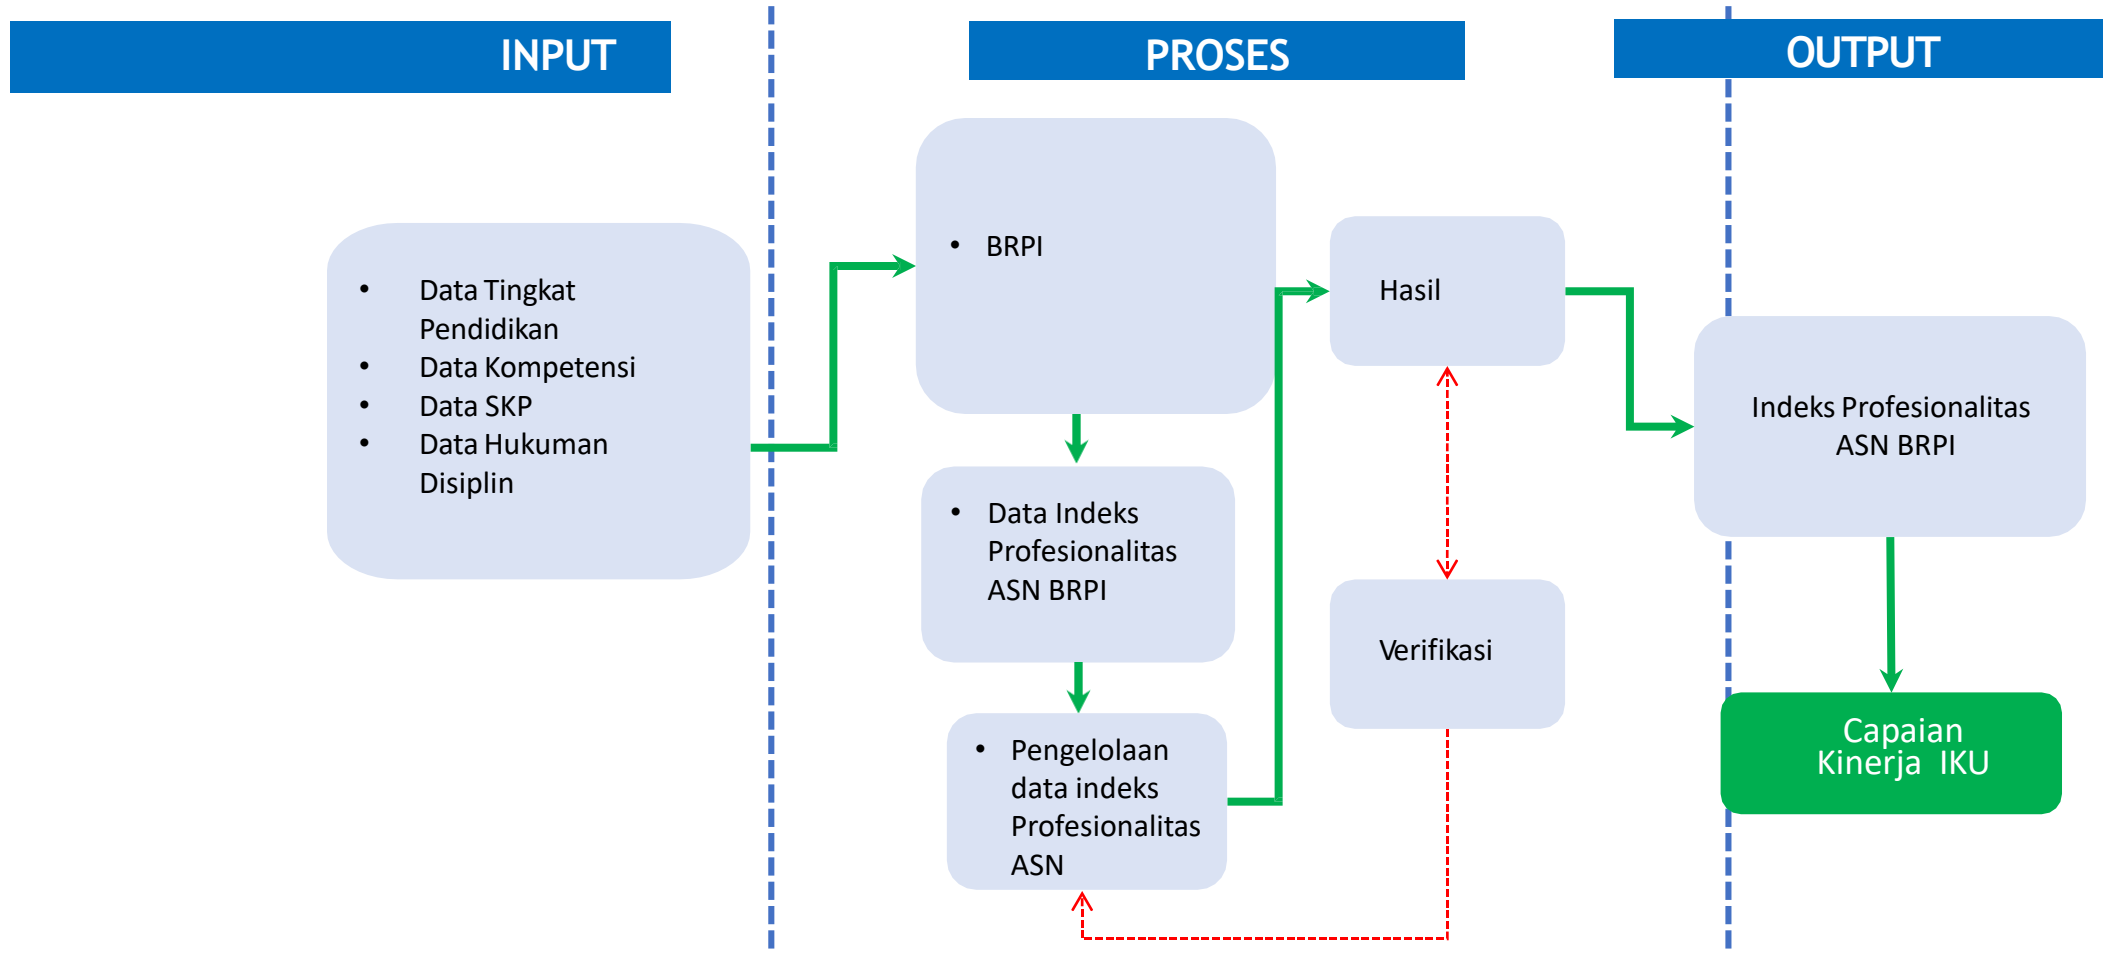 INPUT
PROSES
OUTPUT
• Data Tingkat
Pendidikan
• Data Kompetensi
• Data SKP
• Data Hukuman
Disiplin
• BRPI
• Data Indeks
Profesionalitas
ASN BRPI
• Pengelolaan
data indeks
Profesionalitas
ASN
Hasil
Verifikasi
Indeks Profesionalitas
ASN BRPI
Capaian
Kinerja IKU